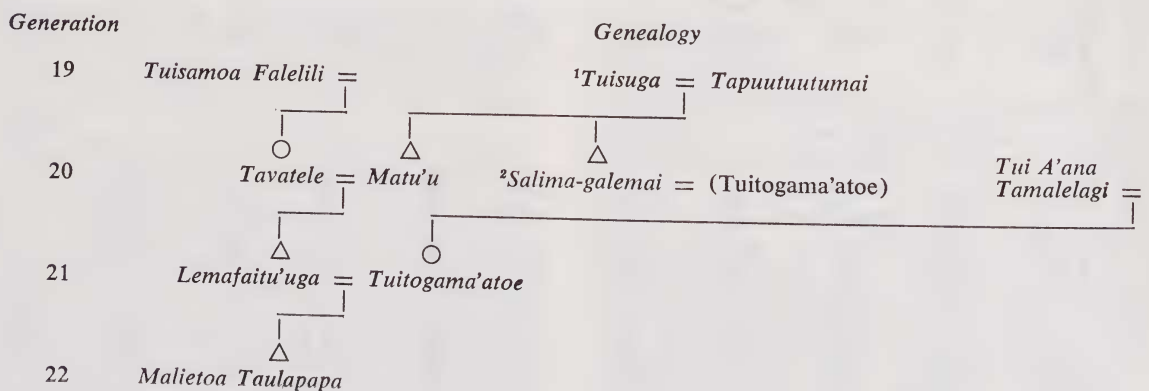 Generation
Genealogy
19 Tuisamoa Falelili = ¹Tuisuga = Tapuutuutumai
20 Tavatele = Matu'u ²Salima-galemai = (Tuitogama'atoe) Tui A'ana
Tamalelagi =
21 Lemafaitu'uga = Tuitogama'atoe
22 Malietoa Taulapapa